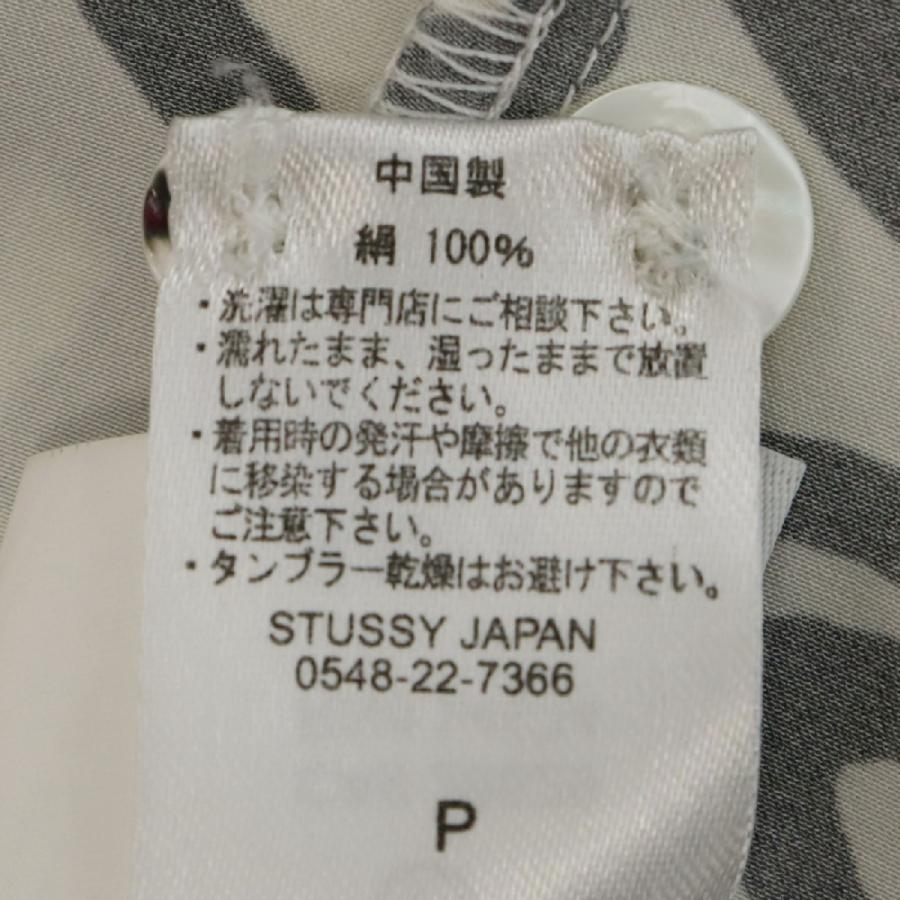 中国製
絹 100%
・洗濯は専門店にご相談下さい。
・濡れたまま、湿ったままで放置
しないでください。
・着用時の発汗や摩擦で他の衣類
に移染する場合がありますので
ご注意下さい。
・タンブラー乾燥はお避け下さい。
STUSSY JAPAN
0548-22-7366
P